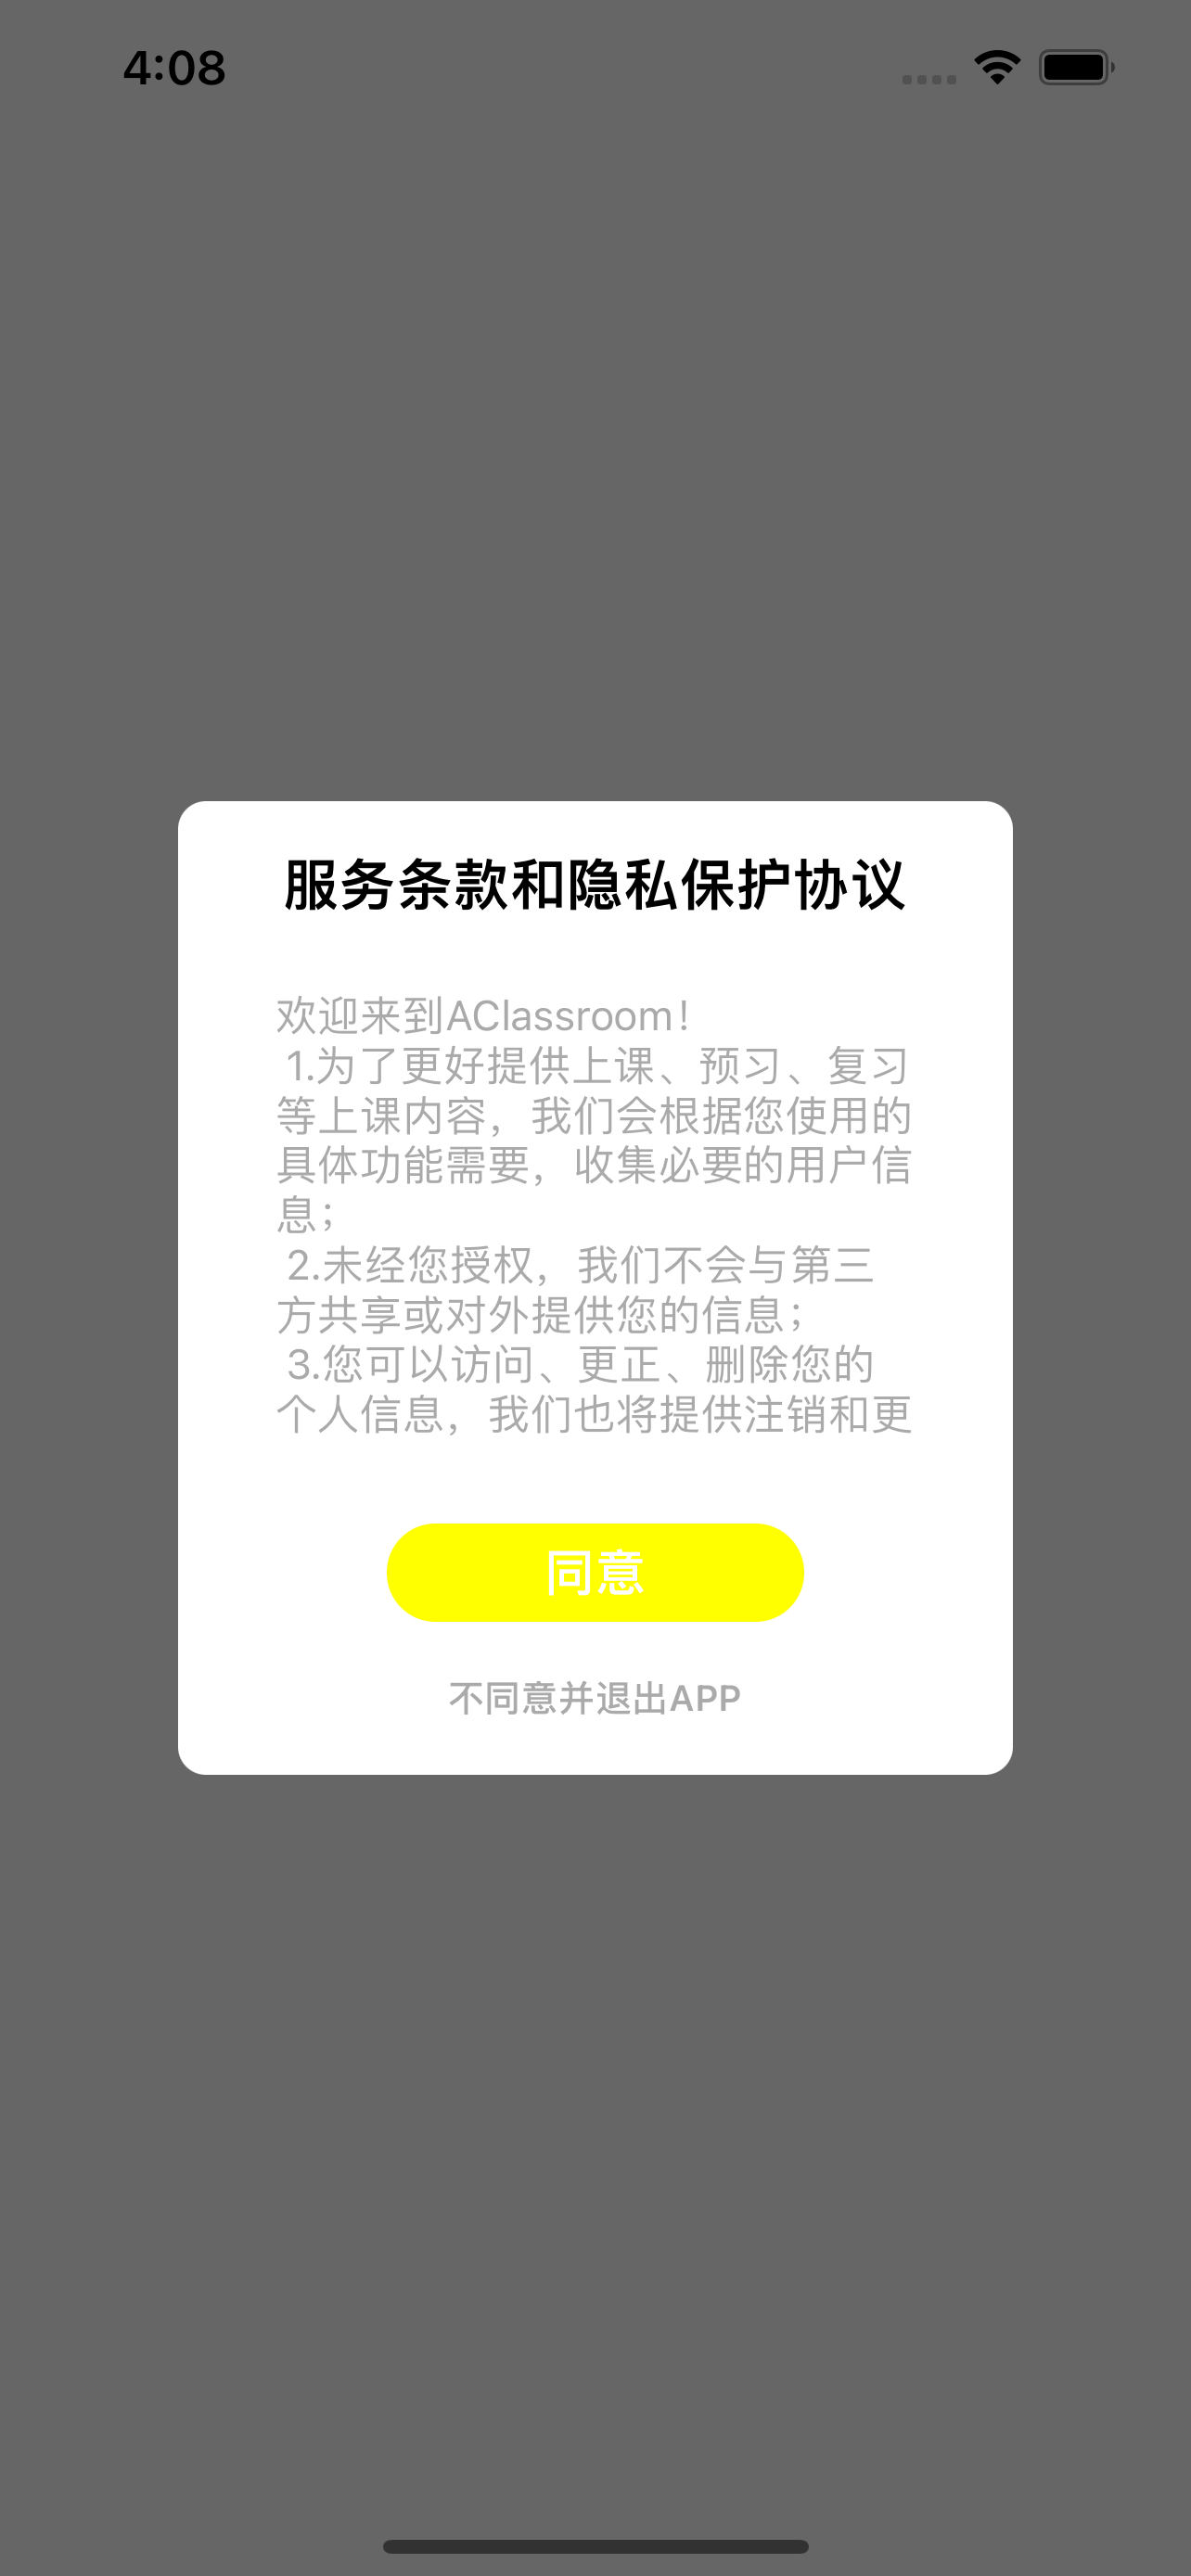 4:08
服务条款和隐私保护协议
欢迎来到AClassroom！
1.为了更好提供上课、预习、复习
等上课内容，我们会根据您使用的
具体功能需要，收集必要的用户信
息；
2.未经您授权，我们不会与第三
方共享或对外提供您的信息；
3.您可以访问、更正、删除您的
个人信息，我们也将提供注销和更
同意
不同意并退出APP